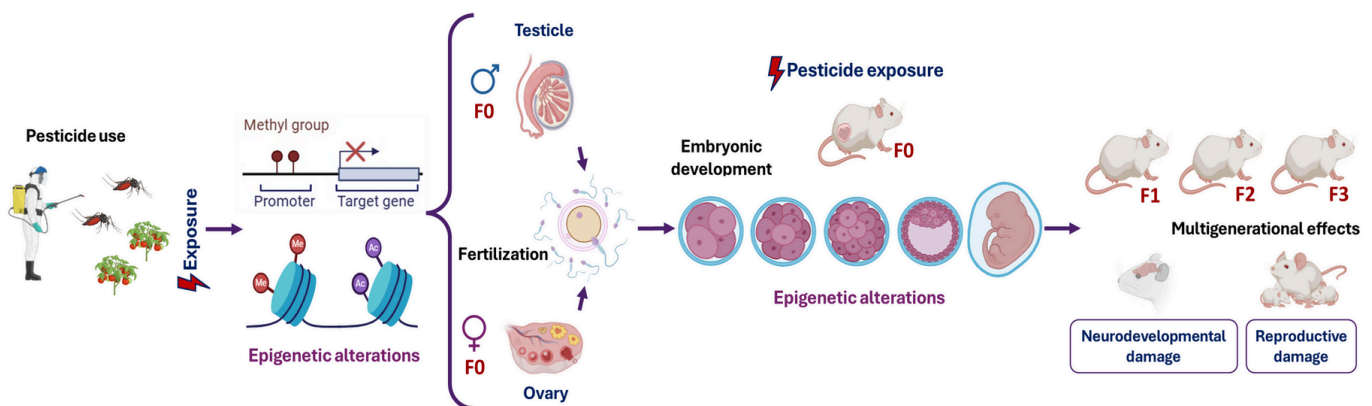 Pesticide use
Exposure
Methyl group
Promoter
Target gene
Me
Me
Ac
Ac
Epigenetic alterations
Testicle
F0
Fertilization
F0
Ovary
Pesticide exposure
F0
Embryonic
development
Epigenetic alterations
F1
F2
F3
Multigenerational effects
Neurodevelopmental
damage
Reproductive
damage